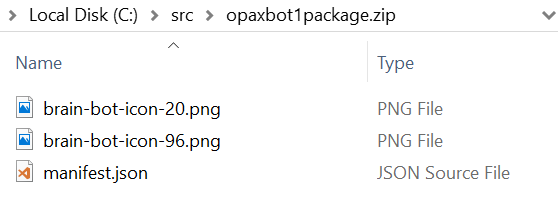 Local Disk (C:) > src > opaxbot1package.zip
Name Type
brain-bot-icon-20.png PNG File
brain-bot-icon-96.png PNG File
manifest.json JSON Source File